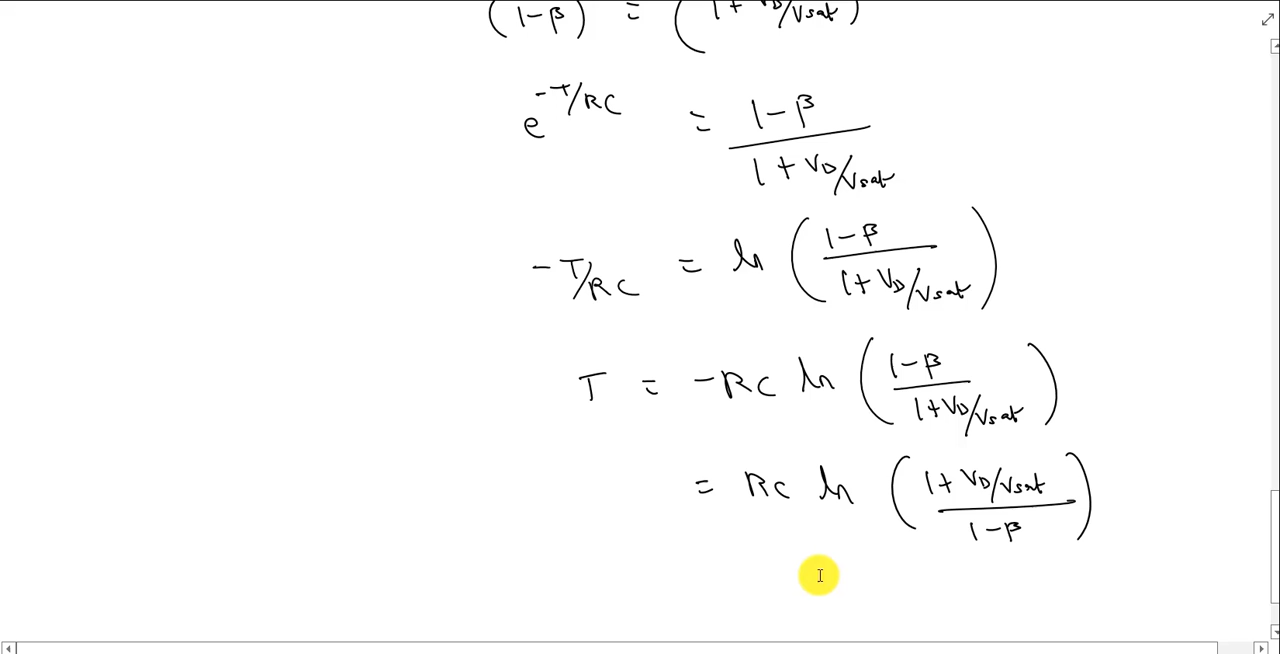 (1-β) = (1+ VD/Vsat)
e^-T/RC = 1-β / 1+ VD/Vsat
-T/RC = ln (1-β / 1+ VD/Vsat)
T = -RC ln (1-β / 1+VD/Vsat)
= RC ln (1+ VD/Vsat / 1-β)